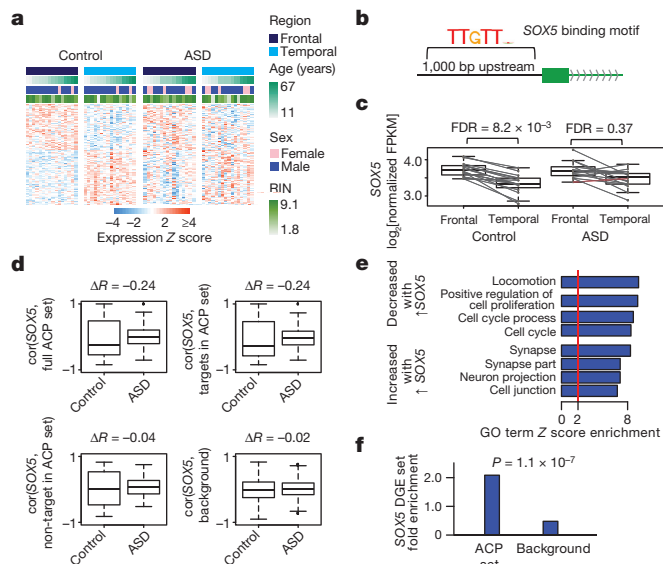 a
Control
ASD
Region
Frontal
Temporal
Age (years)
67
11
Sex
Female
Male
RIN
9.1
1.8
−4 −2 2 ≥4
Expression Z score
b
TTGTT
SOX5 binding motif
1,000 bp upstream
c
FDR = 8.2 × 10−3
FDR = 0.37
SOX5
log2[normalized FPKM]
4.0
3.0
Frontal
Temporal
Frontal
Temporal
Control
ASD
d
ΔR = −0.24
cor(SOX5,
full ACP set)
1
−1
Control
ASD
ΔR = −0.24
cor(SOX5,
targets in ACP set)
1
−1
Control
ASD
ΔR = −0.04
cor(SOX5,
non-target in ACP set)
1
−1
Control
ASD
ΔR = −0.02
cor(SOX5,
background)
1
−1
Control
ASD
e
Decreased
with
↑SOX5
Locomotion
Positive regulation of
cell proliferation
Cell cycle process
Cell cycle
Increased
with
↑SOX5
Synapse
Synapse part
Neuron projection
Cell junction
0 2 8
GO term Z score enrichment
f
P = 1.1 × 10−7
SOX5 DGE set
fold enrichment
2.0
1.0
0
ACP
set
Background